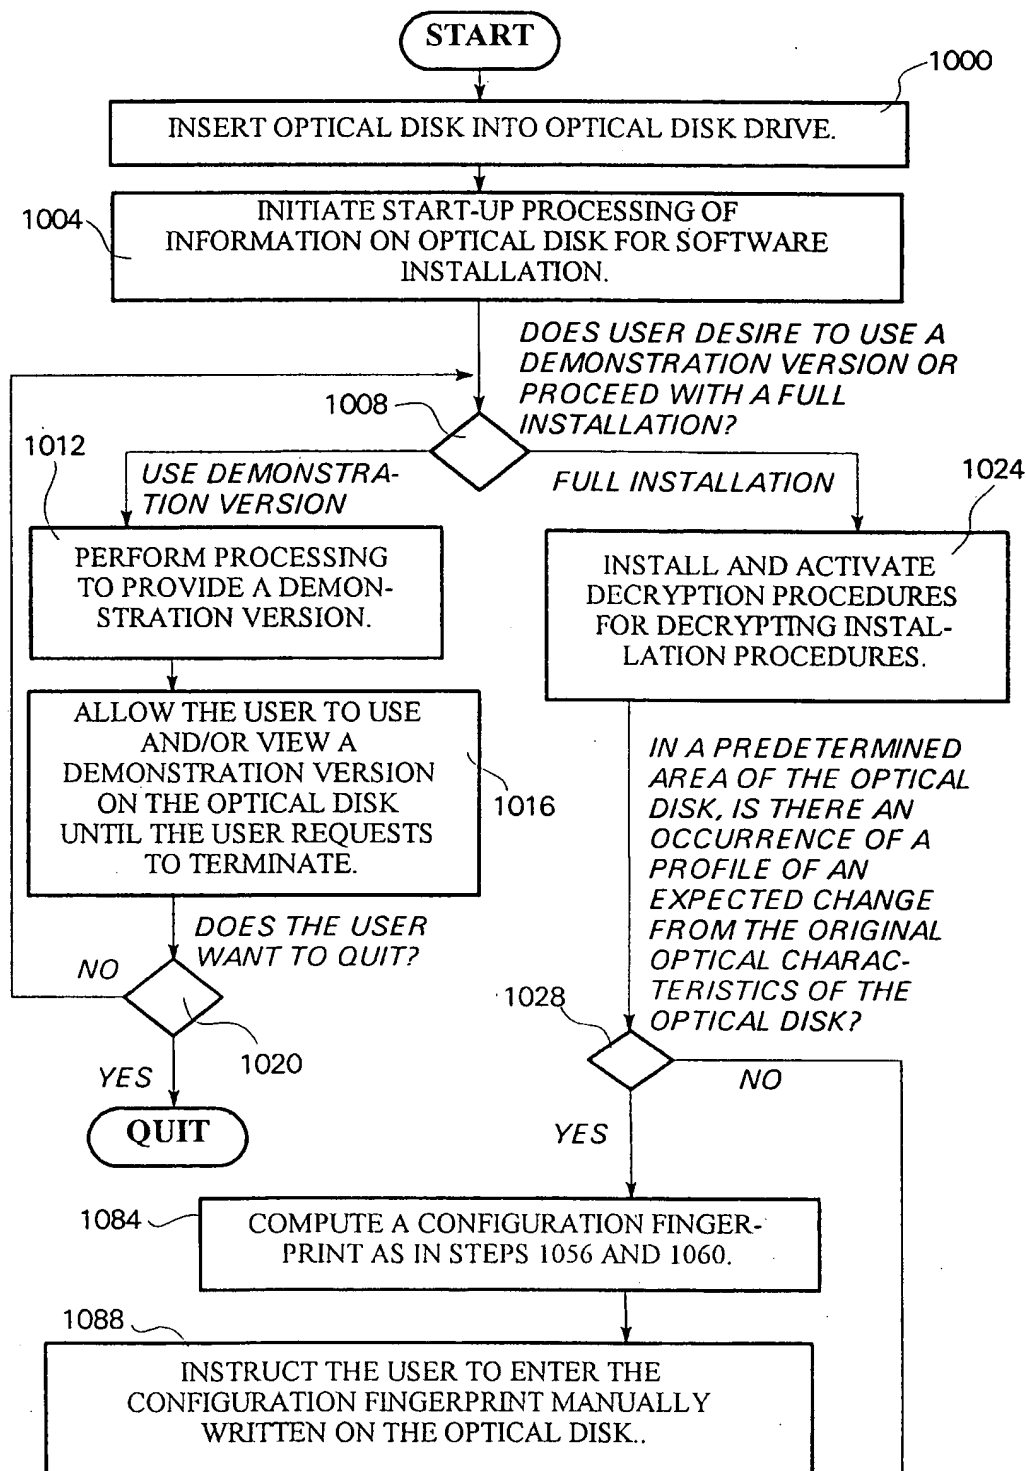 START
1000
INSERT OPTICAL DISK INTO OPTICAL DISK DRIVE.
1004
INITIATE START-UP PROCESSING OF
INFORMATION ON OPTICAL DISK FOR SOFTWARE
INSTALLATION.
DOES USER DESIRE TO USE A
DEMONSTRATION VERSION OR
PROCEED WITH A FULL
INSTALLATION?
1008
1012
USE DEMONSTRA-
TION VERSION
FULL INSTALLATION
1024
PERFORM PROCESSING
TO PROVIDE A DEMON-
STRATION VERSION.
INSTALL AND ACTIVATE
DECRYPTION PROCEDURES
FOR DECRYPTING INSTAL-
LATION PROCEDURES.
ALLOW THE USER TO USE
AND/OR VIEW A
DEMONSTRATION VERSION
ON THE OPTICAL DISK
UNTIL THE USER REQUESTS
TO TERMINATE.
1016
IN A PREDETERMINED
AREA OF THE OPTICAL
DISK, IS THERE AN
OCCURRENCE OF A
PROFILE OF AN
EXPECTED CHANGE
FROM THE ORIGINAL
OPTICAL CHARAC-
TERISTICS OF THE
OPTICAL DISK?
DOES THE USER
WANT TO QUIT?
NO
1020
YES
QUIT
1028
NO
YES
1084
COMPUTE A CONFIGURATION FINGER-
PRINT AS IN STEPS 1056 AND 1060.
1088
INSTRUCT THE USER TO ENTER THE
CONFIGURATION FINGERPRINT MANUALLY
WRITTEN ON THE OPTICAL DISK..